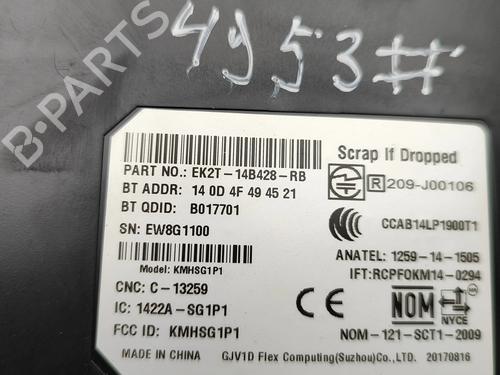 4953#
B-PARTS
Scrap If Dropped
PART NO.: EK2T-14B428-RB
BT ADDR: 14 0D 4F 49 45 21
R 209-J00106
BT QDID: B017701
CCAB14LP1900T1
SN: EW8G1100
ANATEL: 1259-14-1505
Model: KMHSG1P1
IFT:RCPFOKM14-0294
CNC: C-13259
IC: 1422A-SG1P1
CE
NOM
NYCE
FCC ID: KMHSG1P1
NOM-121-SCT1-2009
MADE IN CHINA GJV1D Flex Computing(Suzhou)Co.,LTD. 20170816